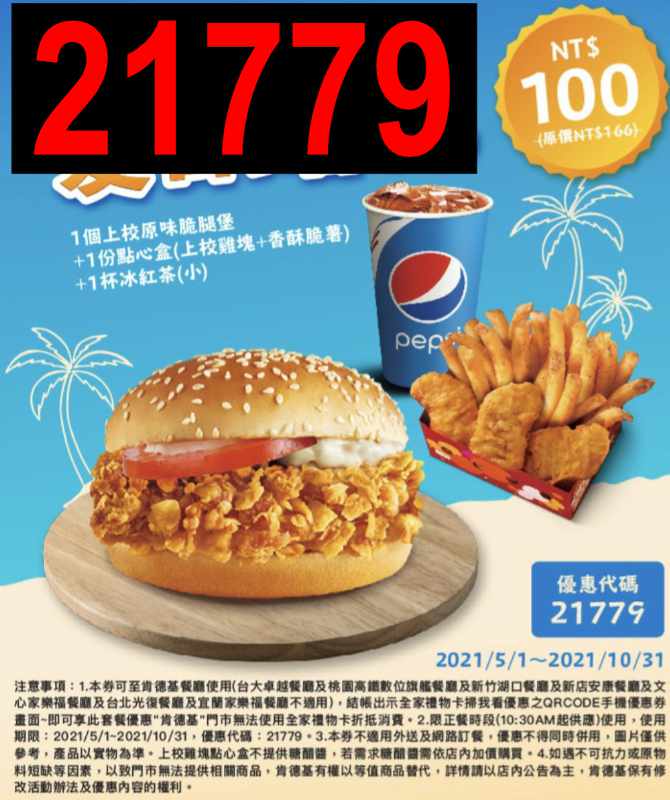 21779
NT$
100
(原價NT$166)
1個上校原味脆腿堡
+1份點心盒(上校雞塊+香酥脆薯)
+1杯冰紅茶(小)
pepsi
優惠代碼
21779
2021/5/1～2021/10/31
注意事項：1.本券可至肯德基餐廳使用(台大卓越餐廳及桃園高鐵數位旗艦餐廳及新竹湖口餐廳及新店安康餐廳及文
心家樂福餐廳及台北光復餐廳及宜蘭家樂福餐廳不適用)，結帳出示全家禮物卡掃我看優惠之QRCODE手機優惠券
畫面~即可享此套餐優惠"肯德基"門市無法使用全家禮物卡折抵消費。2.限正餐時段(10:30AM起供應)使用，使用
期限：2021/5/1~2021/10/31，優惠代碼：21779。3.本券不適用外送及網路訂餐，優惠不得同時併用，圖片僅供
參考，產品以實物為準。上校雞塊點心盒不提供糖醋醬，若需求糖醋醬需依店內加價購買。4.如遇不可抗力或原物
料短缺等因素，以致門市無法提供相關商品，肯德基有權以等值商品替代，詳情請以店內公告為主，肯德基保有修
改活動辦法及優惠內容的權利。